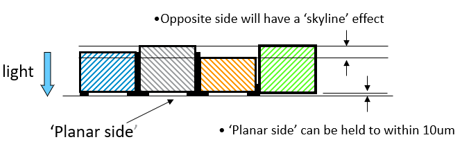 •Opposite side will have a ‘skyline’ effect
light
‘Planar side’
• ‘Planar side’ can be held to within 10um